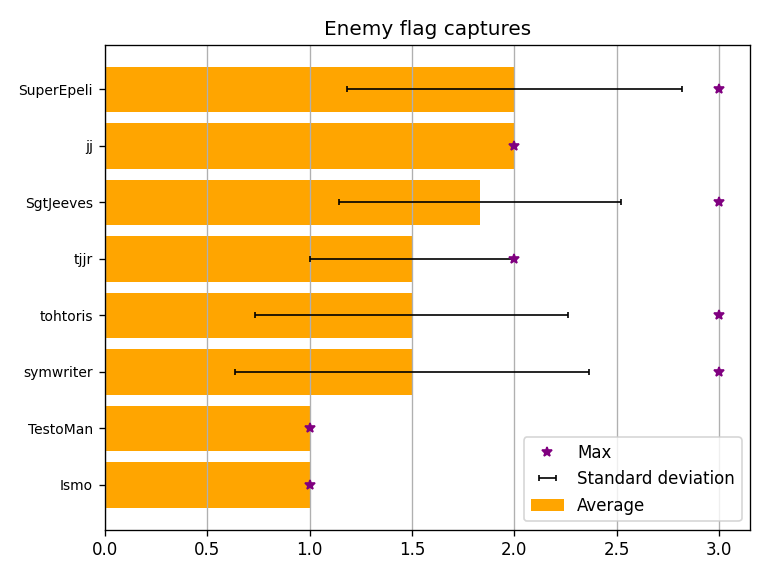 Enemy flag captures
SuperEpeli
jj
SgtJeeves
tjjr
tohtoris
symwriter
TestoMan
Ismo
Max
Standard deviation
Average
0.0 0.5 1.0 1.5 2.0 2.5 3.0